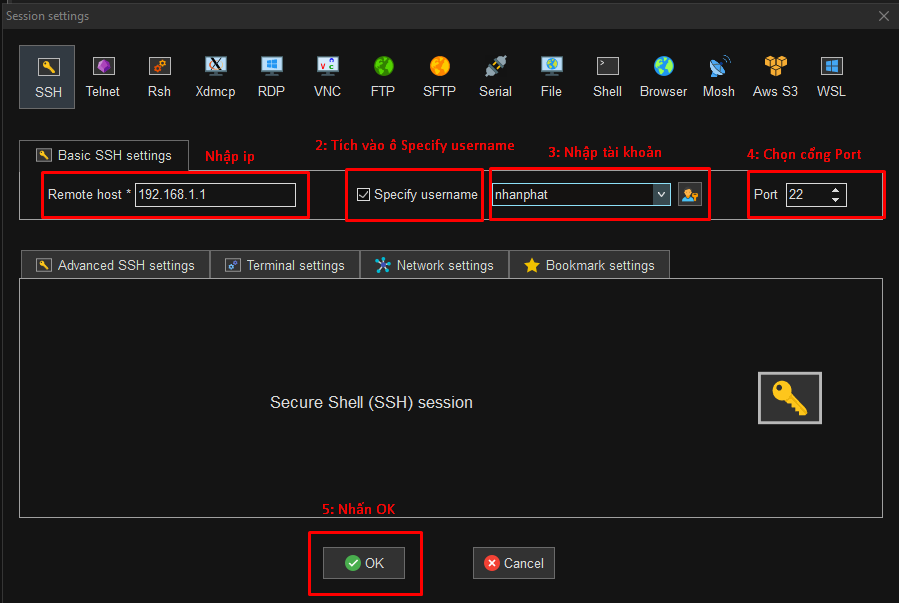 Session settings
SSH Telnet Rsh Xdmcp RDP VNC FTP SFTP Serial File Shell Browser Mosh Aws S3 WSL
2: Tích vào ô Specify username
3: Nhập tài khoản
4: Chọn cổng Port
Basic SSH settings
Nhập ip
Remote host * 192.168.1.1
Specify username
nhanphat
Port 22
Advanced SSH settings
Terminal settings
Network settings
Bookmark settings
Secure Shell (SSH) session
5: Nhấn OK
OK
Cancel